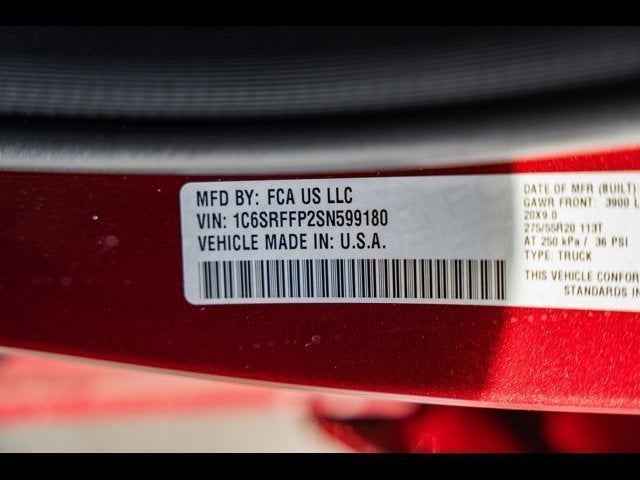 MFD BY: FCA US LLC
VIN: 1C6SRFFP2SN599180
VEHICLE MADE IN: U.S.A.
DATE OF MFR (BUILT)
GAWR FRONT: 3900 L
20X9.0
275/55R20 113T
AT 250 kPa / 36 PSI
TYPE: TRUCK
THIS VEHICLE CONFOR
STANDARDS IN